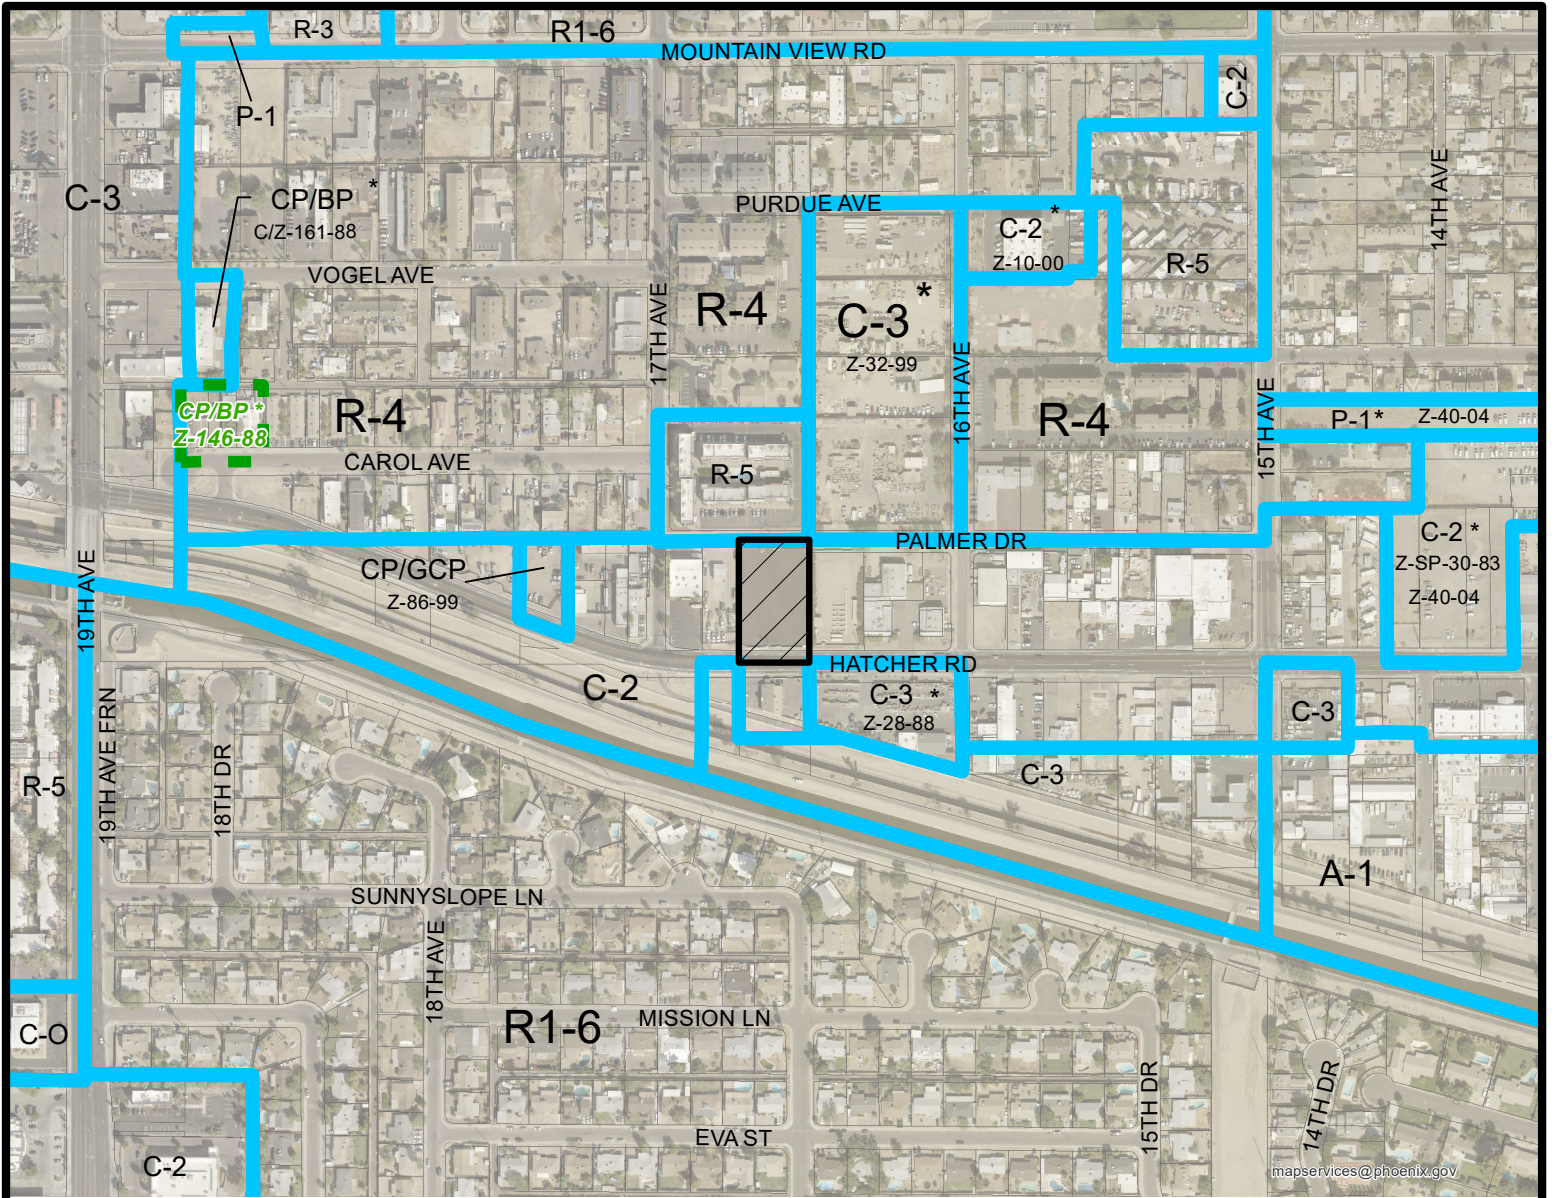 R-3
R1-6
MOUNTAIN VIEW RD
P-1
C-2
C-3
CP/BP *
C/Z-161-88
14TH AVE
PURDUE AVE
C-2 *
Z-10-00
R-5
VOGEL AVE
17TH AVE
R-4
C-3 *
Z-32-99
16TH AVE
CP/BP *
Z-146-88
R-4
R-4
15TH AVE
P-1*
Z-40-04
CAROL AVE
R-5
C-2 *
Z-SP-30-83
Z-40-04
PALMER DR
CP/GCP
Z-86-99
19TH AVE
HATCHER RD
C-2
C-3 *
Z-28-88
C-3
C-3
R-5
19TH AVE FRN
18TH DR
A-1
SUNNYSLOPE LN
18TH AVE
C-O
R1-6
MISSION LN
15TH DR
14TH DR
EVA ST
C-2
mapservices@phoenix.gov